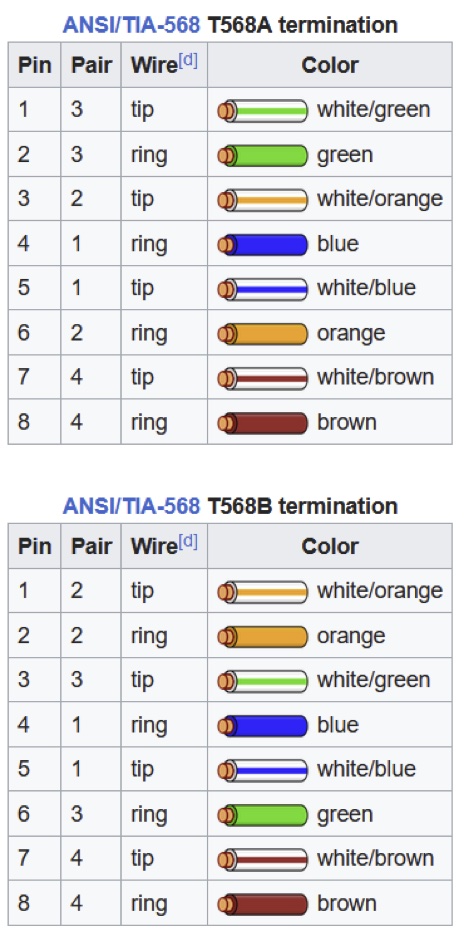 ANSI/TIA-568 T568A termination
Pin Pair Wire[d] Color
1 3 tip white/green
2 3 ring green
3 2 tip white/orange
4 1 ring blue
5 1 tip white/blue
6 2 ring orange
7 4 tip white/brown
8 4 ring brown
ANSI/TIA-568 T568B termination
Pin Pair Wire[d] Color
1 2 tip white/orange
2 2 ring orange
3 3 tip white/green
4 1 ring blue
5 1 tip white/blue
6 3 ring green
7 4 tip white/brown
8 4 ring brown